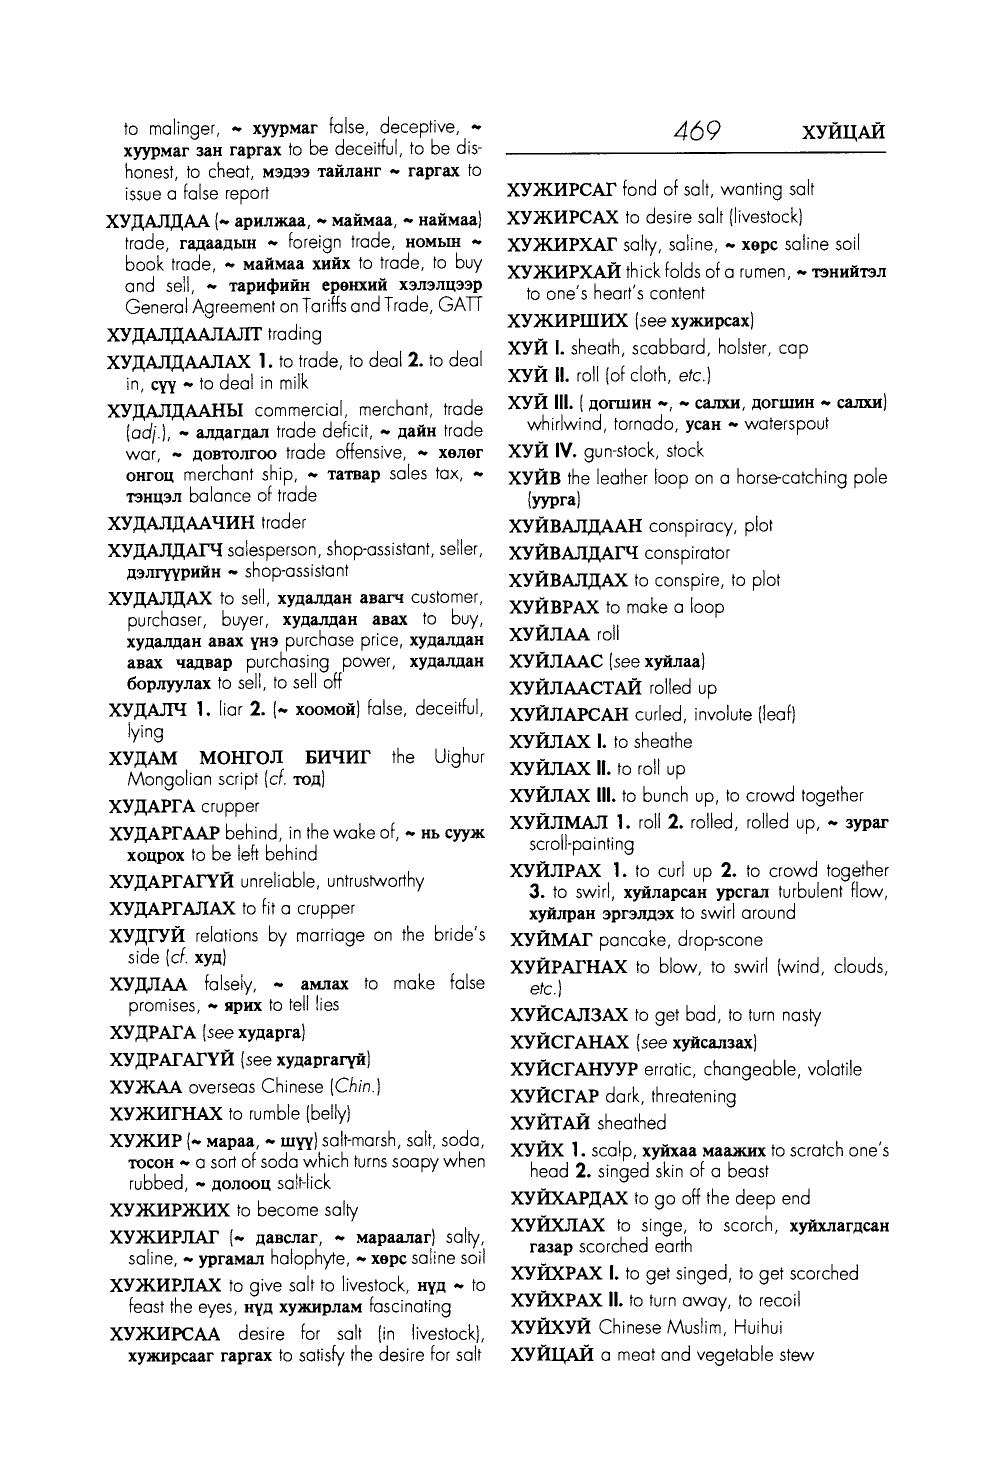 to malinger, ~ хуурмаг false, deceptive, ~
хуурмаг зан гаргах to be deceitful, to be dis-
honest, to cheat, мэдээ тайланг ~ гаргах to
issue a false report
ХУДАЛДАА (~ арилжаа, ~ маймаа, ~ наймаа)
trade, гадаадын ~ foreign trade, номын ~
book trade, ~ маймаа хийх to trade, to buy
and sell, ~ тарифийн ерөнхий хэлэлцээр
General Agreement on Tariffs and Trade, GATT
ХУДАЛДААЛАЛТ trading
ХУДАЛДААЛАХ 1. to trade, to deal 2. to deal
in, сүү ~ to deal in milk
ХУДАЛДААНЫ commercial, merchant, trade
(adj.), ~ алдагдал trade deficit, ~ дайн trade
war, ~ довтолгоо trade offensive, ~ хөлөг
онгоц merchant ship, ~ татвар sales tax, ~
тэнцэл balance of trade
ХУДАЛДААЧИН trader
ХУДАЛДАГЧ salesperson, shop-assistant, seller,
дэлгүүрийн ~ shop-assistant
ХУДАЛДАХ to sell, худалдан авагч customer,
purchaser, buyer, худалдан авах to buy,
худалдан авах үнэ purchase price, худалдан
авах чадвар purchasing power, худалдан
борлуулах to sell, to sell off
ХУДАЛЧ 1. liar 2. (~ хоомой) false, deceitful,
lying
ХУДАМ МОНГОЛ БИЧИГ the Uighur
Mongolian script (cf. тод)
ХУДАРГА crupper
ХУДАРГААР behind, in the wake of, ~ нь сууж
хоцрох to be left behind
ХУДАРГАГҮЙ unreliable, untrustworthy
ХУДАРГАЛАХ to fit a crupper
ХУДГУЙ relations by marriage on the bride's
side (cf. худ)
ХУДЛАА falsely, ~ амлах to make false
promises, ~ ярих to tell lies
ХУДРАГА (see хударга)
ХУДРАГАГҮЙ (see хударгагүй)
ХУЖАА overseas Chinese (Chin.)
ХУЖИГНАХ to rumble (belly)
ХУЖИР (~ мараа, ~ шүү) salt-marsh, salt, soda,
тосон ~ a sort of soda which turns soapy when
rubbed, ~ долооц salt-lick
ХУЖИРЖИХ to become salty
ХУЖИРЛАГ (~ давслаг, ~ мараалаг) salty,
saline, ~ ургамал halophyte, ~ хөрс saline soil
ХУЖИРЛАХ to give salt to livestock, нүд ~ to
feast the eyes, нүд хужирлам fascinating
ХУЖИРСАА desire for salt (in livestock),
хужирсааг гаргах to satisfy the desire for salt
469 ХУЙЦАЙ
ХУЖИРСАГ fond of salt, wanting salt
ХУЖИРСАХ to desire salt (livestock)
ХУЖИРХАГ salty, saline, ~ хөрс saline soil
ХУЖИРХАЙ thick folds of a rumen, ~ тэнийтэл
to one's heart's content
ХУЖИРШИХ (see хужирсах)
ХУЙ I. sheath, scabbard, holster, cap
ХУЙ II. roll (of cloth, etc.)
ХУЙ III. ( догшин ~, ~ салхи, догшин ~ салхи)
whirlwind, tornado, усан ~ waterspout
ХУЙ IV. gun-stock, stock
ХУЙВ the leather loop on a horse-catching pole
(уурга)
ХУЙВАЛДААН conspiracy, plot
ХУЙВАЛДАГЧ conspirator
ХУЙВАЛДАХ to conspire, to plot
ХУЙВРАХ to make a loop
ХУЙЛАА roll
ХУЙЛААС (see хуйлаа)
ХУЙЛААСТАЙ rolled up
ХУЙЛАРСАН curled, involute (leaf)
ХУЙЛАХ I. to sheathe
ХУЙЛАХ II. to roll up
ХУЙЛАХ III. to bunch up, to crowd together
ХУЙЛМАЛ 1. roll 2. rolled, rolled up, ~ зураг
scroll-painting
ХУЙЛРАХ 1. to curl up 2. to crowd together
3. to swirl, хуйларсан урсгал turbulent flow,
хуйлран эргэлдэх to swirl around
ХУЙМАГ pancake, drop-scone
ХУЙРАГНАХ to blow, to swirl (wind, clouds,
etc.)
ХУЙСАЛЗАХ to get bad, to turn nasty
ХУЙСГАНАХ (see хуйсалзах)
ХУЙСГАНУУР erratic, changeable, volatile
ХУЙСГАР dark, threatening
ХУЙТАЙ sheathed
ХУЙХ 1. scalp, хуйхаа маажих to scratch one's
head 2. singed skin of a beast
ХУЙХАРДАХ to go off the deep end
ХУЙХЛАХ to singe, to scorch, хуйхлагдсан
газар scorched earth
ХУЙХРАХ I. to get singed, to get scorched
ХУЙХРАХ II. to turn away, to recoil
ХУЙХУЙ Chinese Muslim, Huihui
ХУЙЦАЙ a meat and vegetable stew